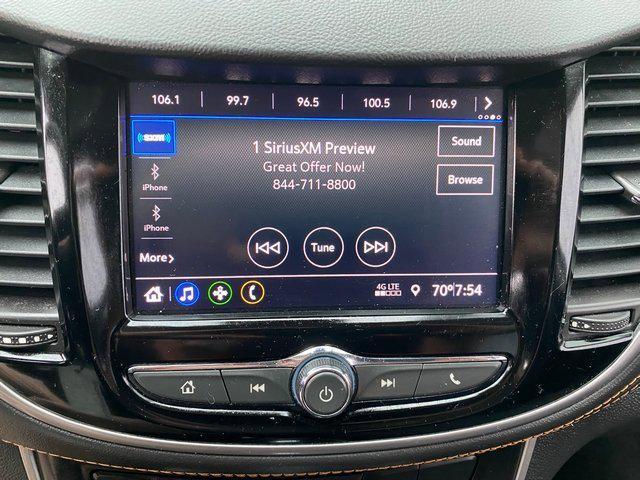 106.1 99.7 96.5 100.5 106.9
sxm
1 SiriusXM Preview
Great Offer Now!
844-711-8800
Sound
Browse
iPhone
iPhone
More
Tune
4G LTE
70° 7:54